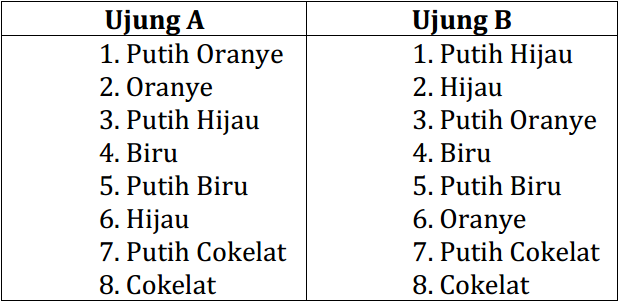 Ujung A
Ujung B
1. Putih Oranye
2. Oranye
3. Putih Hijau
4. Biru
5. Putih Biru
6. Hijau
7. Putih Cokelat
8. Cokelat
1. Putih Hijau
2. Hijau
3. Putih Oranye
4. Biru
5. Putih Biru
6. Oranye
7. Putih Cokelat
8. Cokelat